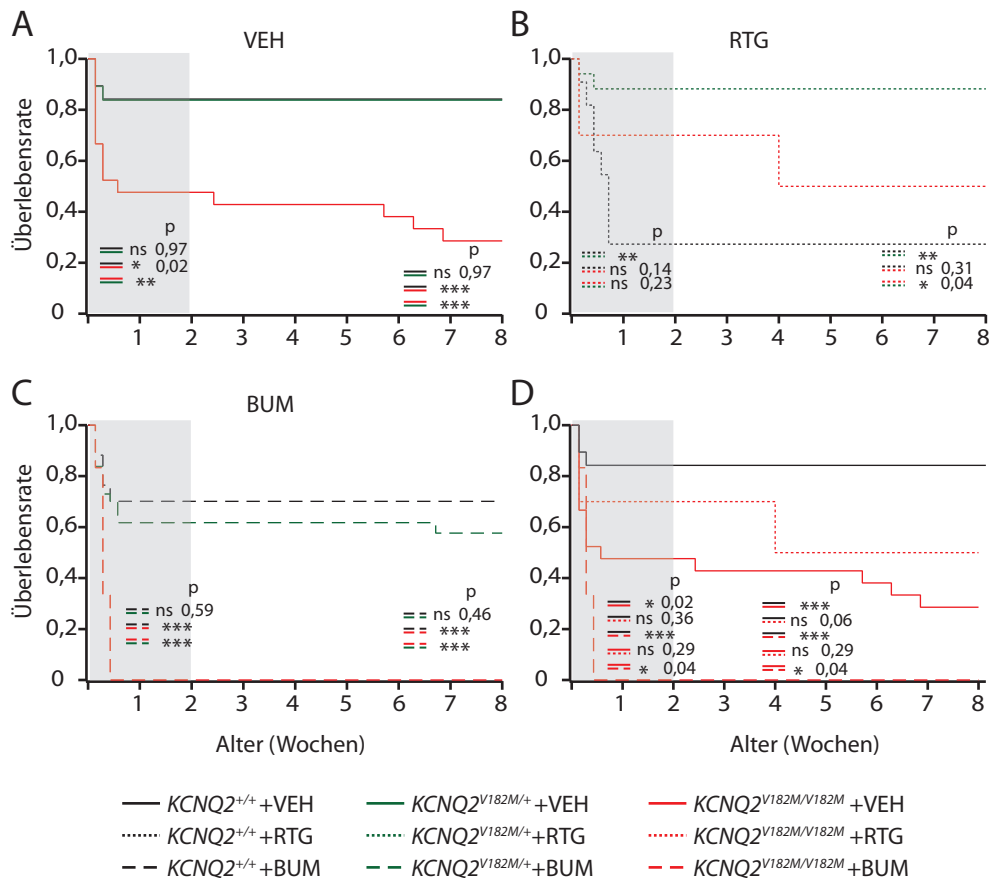 A
VEH
Überlebensrate
1,0
0,8
0,6
0,4
0,2
0
p
ns 0,97
* 0,02
**
p
ns 0,97
***
***
1 2 3 4 5 6 7 8
B
RTG
1,0
0,8
0,6
0,4
0,2
0
p
**
ns 0,14
ns 0,23
p
**
ns 0,31
* 0,04
1 2 3 4 5 6 7 8
C
BUM
Überlebensrate
1,0
0,8
0,6
0,4
0,2
0
p
ns 0,59
***
***
p
ns 0,46
***
***
1 2 3 4 5 6 7 8
Alter (Wochen)
D
1,0
0,8
0,6
0,4
0,2
0
p
* 0,02
ns 0,36
***
ns 0,29
* 0,04
p
***
ns 0,06
***
ns 0,29
* 0,04
1 2 3 4 5 6 7 8
Alter (Wochen)
KCNQ2+/+ +VEH
KCNQ2V182M/+ +VEH
KCNQ2V182M/V182M +VEH
KCNQ2+/+ +RTG
KCNQ2V182M/+ +RTG
KCNQ2V182M/V182M +RTG
KCNQ2+/+ +BUM
KCNQ2V182M/+ +BUM
KCNQ2V182M/V182M +BUM